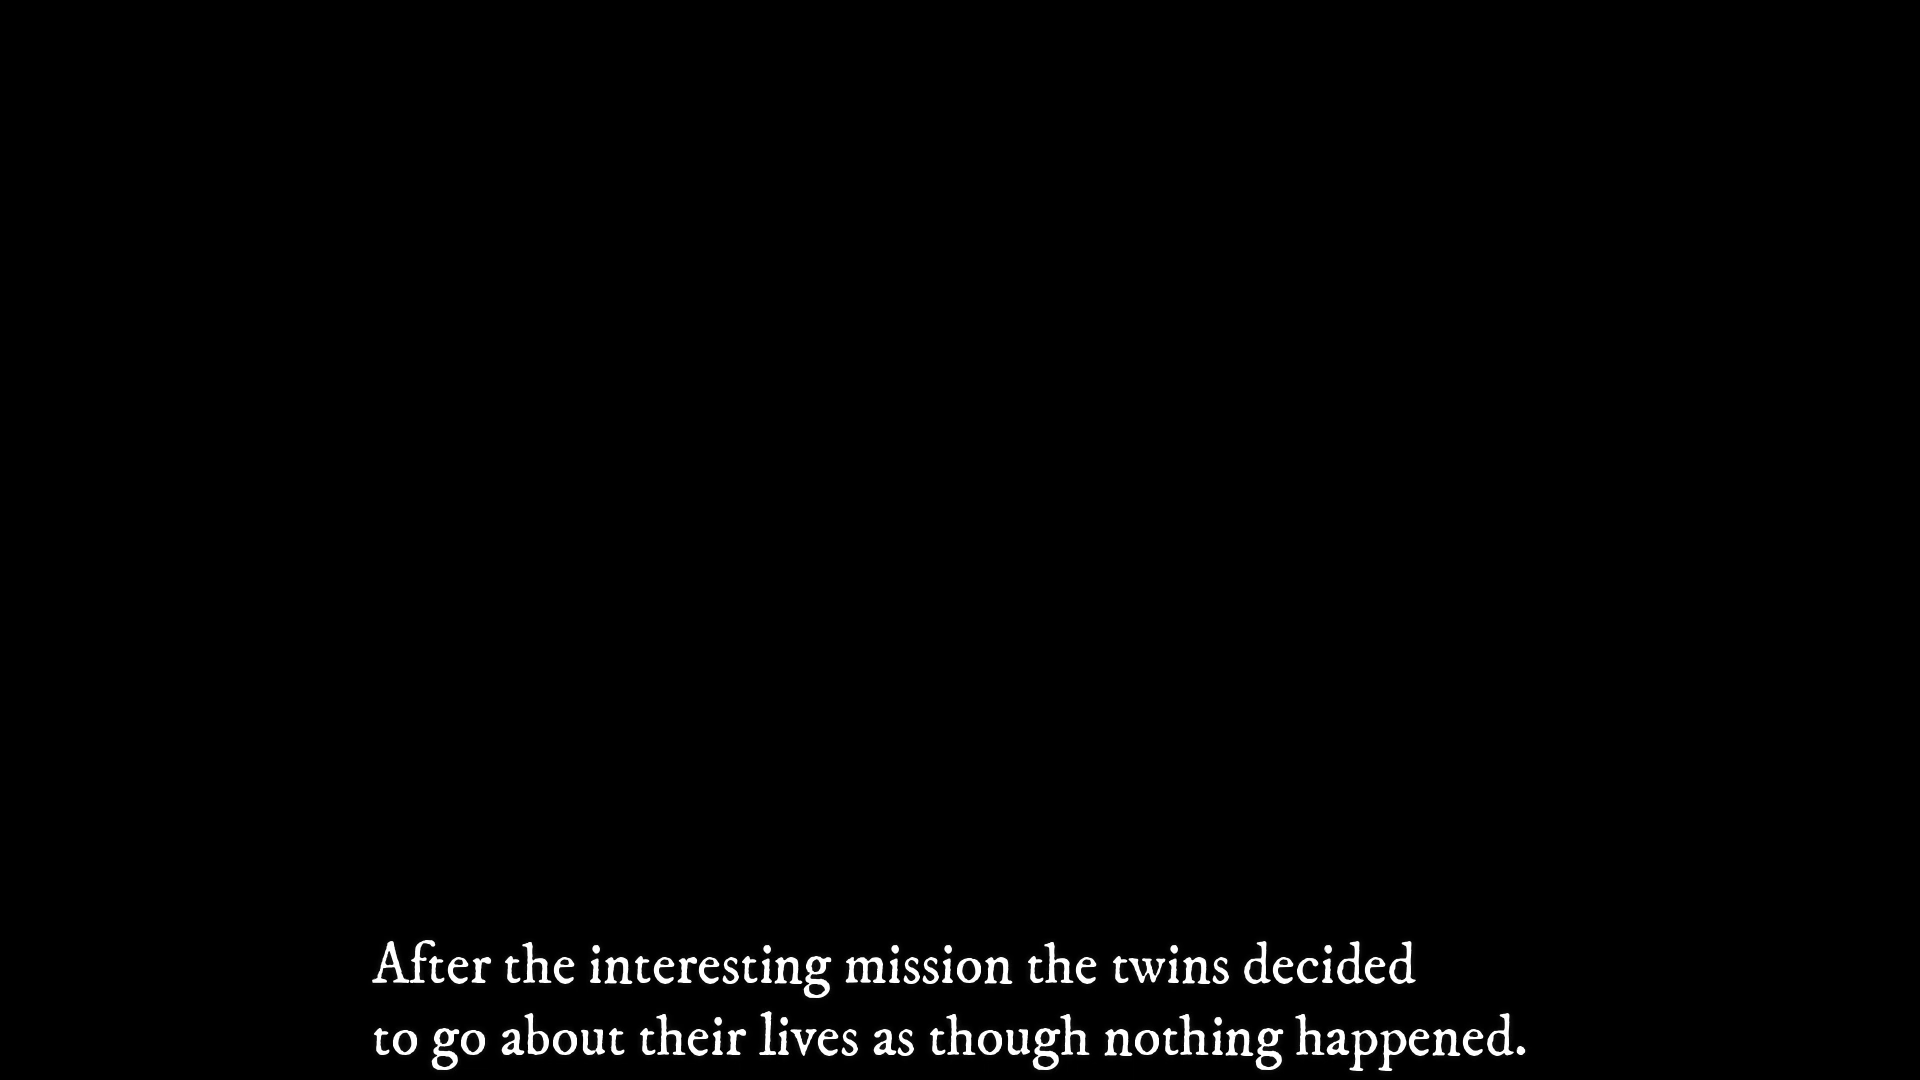 After the interesting mission the twins decided
to go about their lives as though nothing happened.